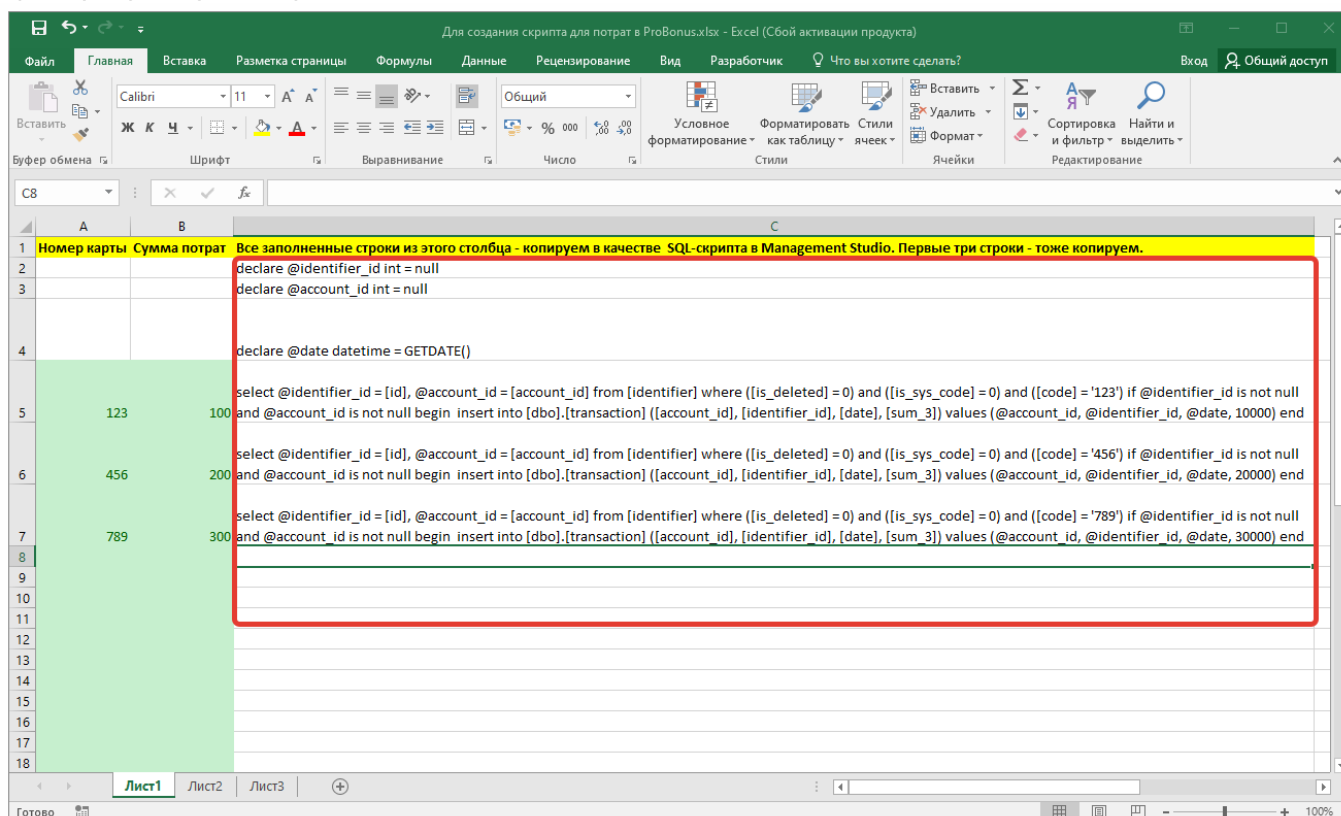 Для создания скрипта для потрат в ProBonus.xlsx - Excel (Сбой активации продукта)
Файл Главная Вставка Разметка страницы Формулы Данные Рецензирование Вид Разработчик Что вы хотите сделать? Вход Общий доступ
Вставить
Calibri 11
Ж К Ч
Общий
% 000
Условное форматирование
Форматировать как таблицу
Стили ячеек
Вставить
Удалить
Формат
Сортировка и фильтр
Найти и выделить
Буфер обмена Шрифт Выравнивание Число Стили Ячейки Редактирование
C8 fx
A B C
1 Номер карты Сумма потрат Все заполненные строки из этого столбца - копируем в качестве SQL-скрипта в Management Studio. Первые три строки - тоже копируем.
2 declare @identifier_id int = null
3 declare @account_id int = null
4 declare @date datetime = GETDATE()
select @identifier_id = [id], @account_id = [account_id] from [identifier] where ([is_deleted] = 0) and ([is_sys_code] = 0) and ([code] = '123') if @identifier_id is not null
5 123 100 and @account_id is not null begin insert into [dbo].[transaction] ([account_id], [identifier_id], [date], [sum_3]) values (@account_id, @identifier_id, @date, 10000) end
select @identifier_id = [id], @account_id = [account_id] from [identifier] where ([is_deleted] = 0) and ([is_sys_code] = 0) and ([code] = '456') if @identifier_id is not null
6 456 200 and @account_id is not null begin insert into [dbo].[transaction] ([account_id], [identifier_id], [date], [sum_3]) values (@account_id, @identifier_id, @date, 20000) end
select @identifier_id = [id], @account_id = [account_id] from [identifier] where ([is_deleted] = 0) and ([is_sys_code] = 0) and ([code] = '789') if @identifier_id is not null
7 789 300 and @account_id is not null begin insert into [dbo].[transaction] ([account_id], [identifier_id], [date], [sum_3]) values (@account_id, @identifier_id, @date, 30000) end
8
9
10
11
12
13
14
15
16
17
18
Лист1 Лист2 Лист3
Готово 100%